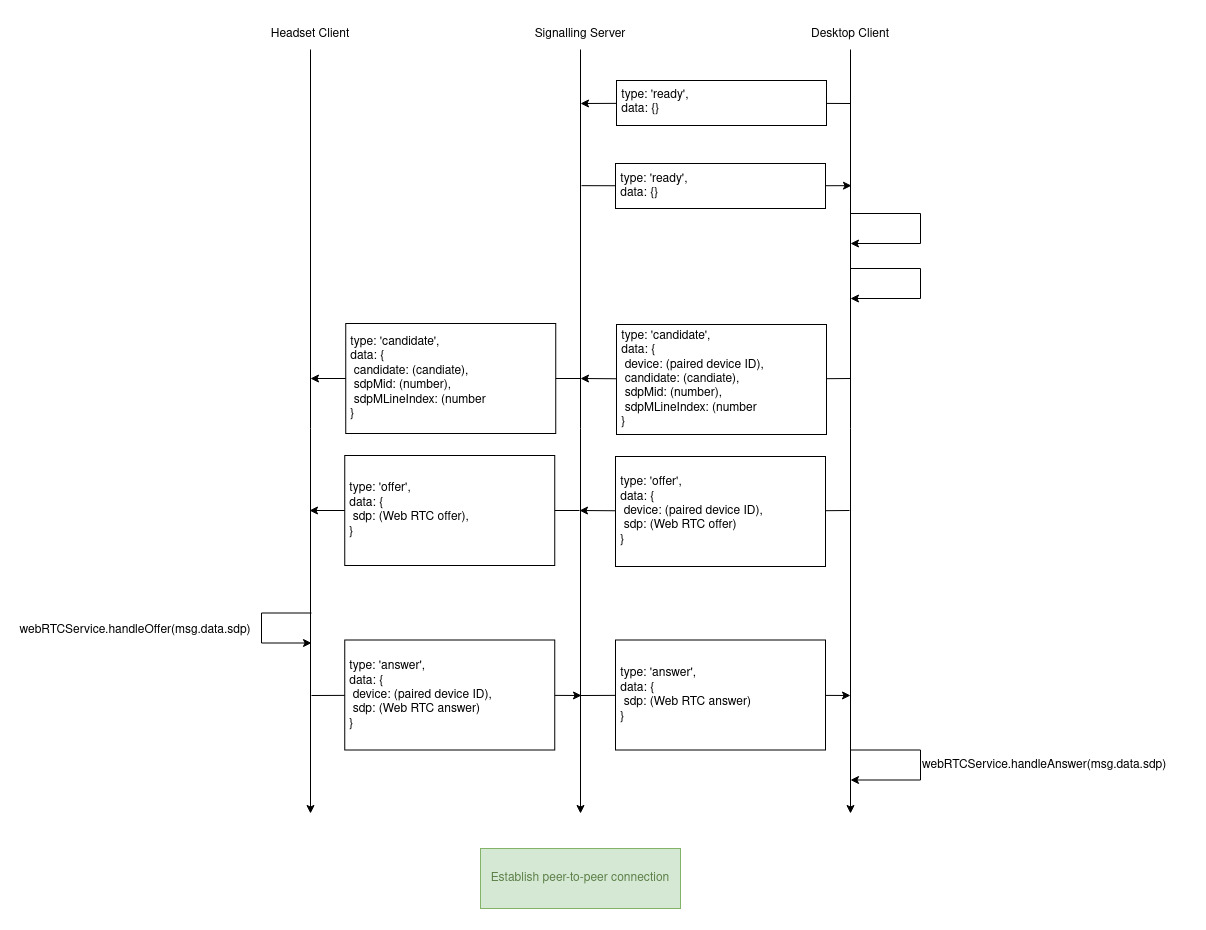 Headset Client
Signalling Server
Desktop Client
type: 'ready',
data: {}
type: 'ready',
data: {}
type: 'candidate',
data: {
candidate: (candiate),
sdpMid: (number),
sdpMLineIndex: (number
}
type: 'candidate',
data: {
device: (paired device ID),
candidate: (candiate),
sdpMid: (number),
sdpMLineIndex: (number
}
type: 'offer',
data: {
sdp: (Web RTC offer),
}
type: 'offer',
data: {
device: (paired device ID),
sdp: (Web RTC offer)
}
webRTCService.handleOffer(msg.data.sdp)
type: 'answer',
data: {
device: (paired device ID),
sdp: (Web RTC answer)
}
type: 'answer',
data: {
sdp: (Web RTC answer)
}
webRTCService.handleAnswer(msg.data.sdp)
Establish peer-to-peer connection